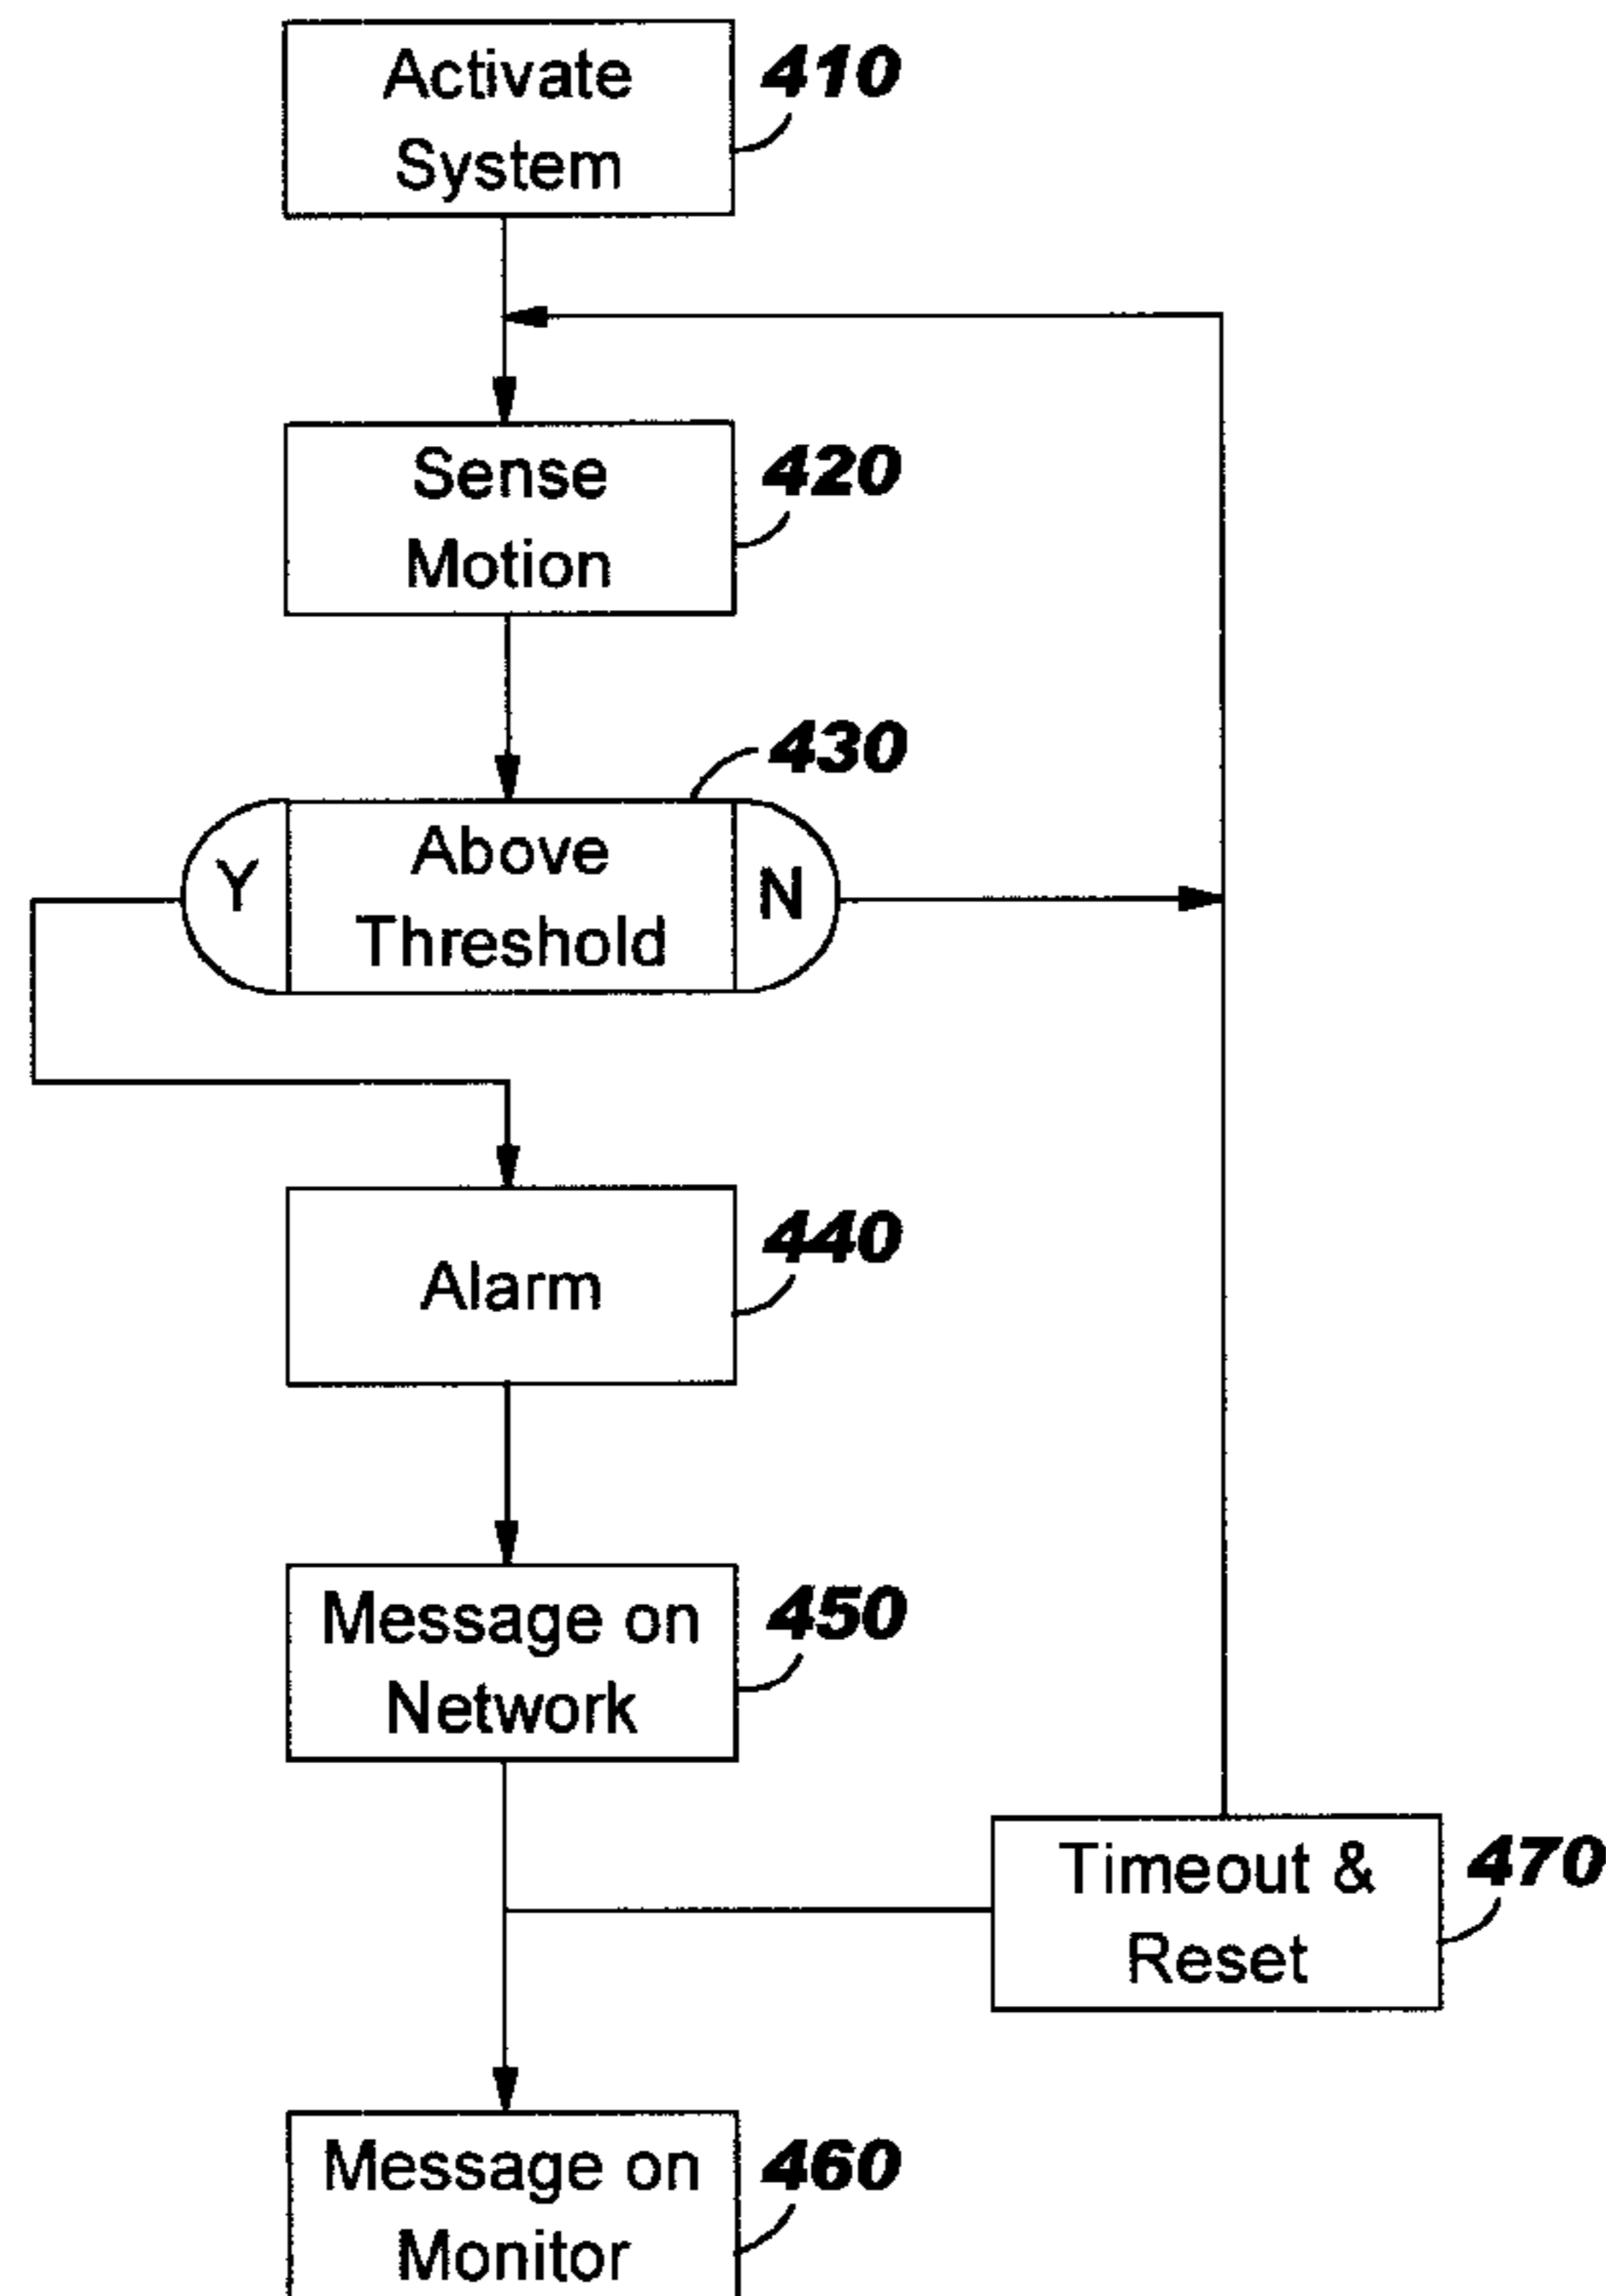 Activate
System
410
Sense
Motion
420
430
Y
Above
Threshold
N
Alarm
440
Message on
Network
450
Timeout &
Reset
470
Message on
Monitor
460